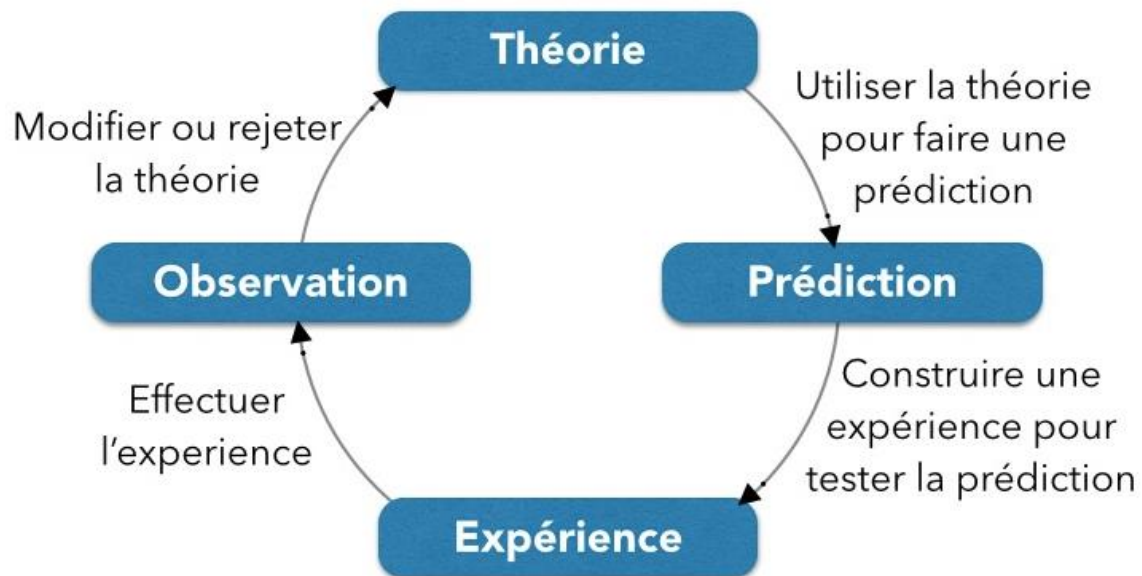 Théorie
Utiliser la théorie
pour faire une
prédiction
Prédiction
Construire une
expérience pour
tester la prédiction
Expérience
Effectuer
l’experience
Observation
Modifier ou rejeter
la théorie